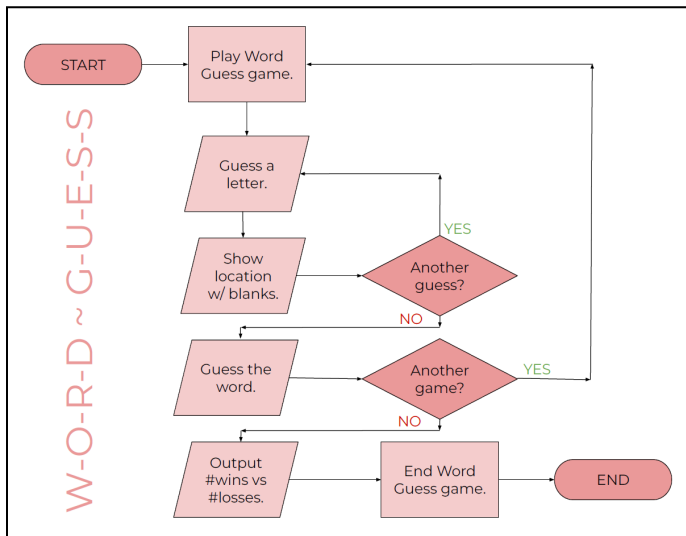 START
Play Word
Guess game.
W-O-R-D ~ G-U-E-S-S
Guess a
letter.
YES
Show
location
w/ blanks.
Another
guess?
NO
Guess the
word.
Another
game?
YES
NO
Output
#wins vs
#losses.
End Word
Guess game.
END